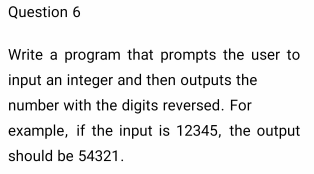 Question 6
Write a program that prompts the user to
input an integer and then outputs the
number with the digits reversed. For
example, if the input is 12345, the output
should be 54321.